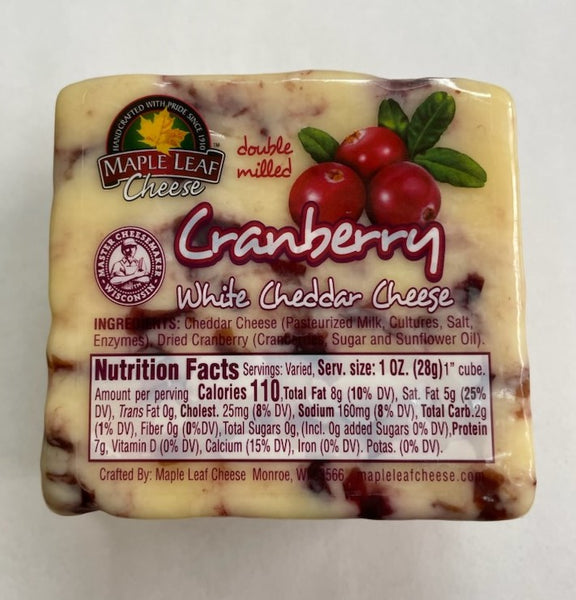 HANDCRAFTED WITH PRIDE SINCE 1910
MAPLE LEAF
Cheese
TM
double
milled
Cranberry
White Cheddar Cheese
MASTER CHEESEMAKER
WISCONSIN
INGREDIENTS: Cheddar Cheese (Pasteurized Milk, Cultures, Salt,
Enzymes), Dried Cranberry (Cranberries, Sugar and Sunflower Oil).
Nutrition Facts Servings: Varied, Serv. size: 1 OZ. (28g)1" cube.
Amount per perving Calories 110,Total Fat 8g (10% DV), Sat. Fat 5g (25%
DV), Trans Fat 0g, Cholest. 25mg (8% DV), Sodium 160mg (8% DV), Total Carb.2g
(1% DV), Fiber 0g (0%DV),Total Sugars 0g,(Incl. 0g added Sugars 0% DV),Protein
7g, Vitamin D (0% DV), Calcium (15% DV), Iron (0% DV). Potas. (0% DV).
Crafted By: Maple Leaf Cheese Monroe, WI 53566 mapleleafcheese.com